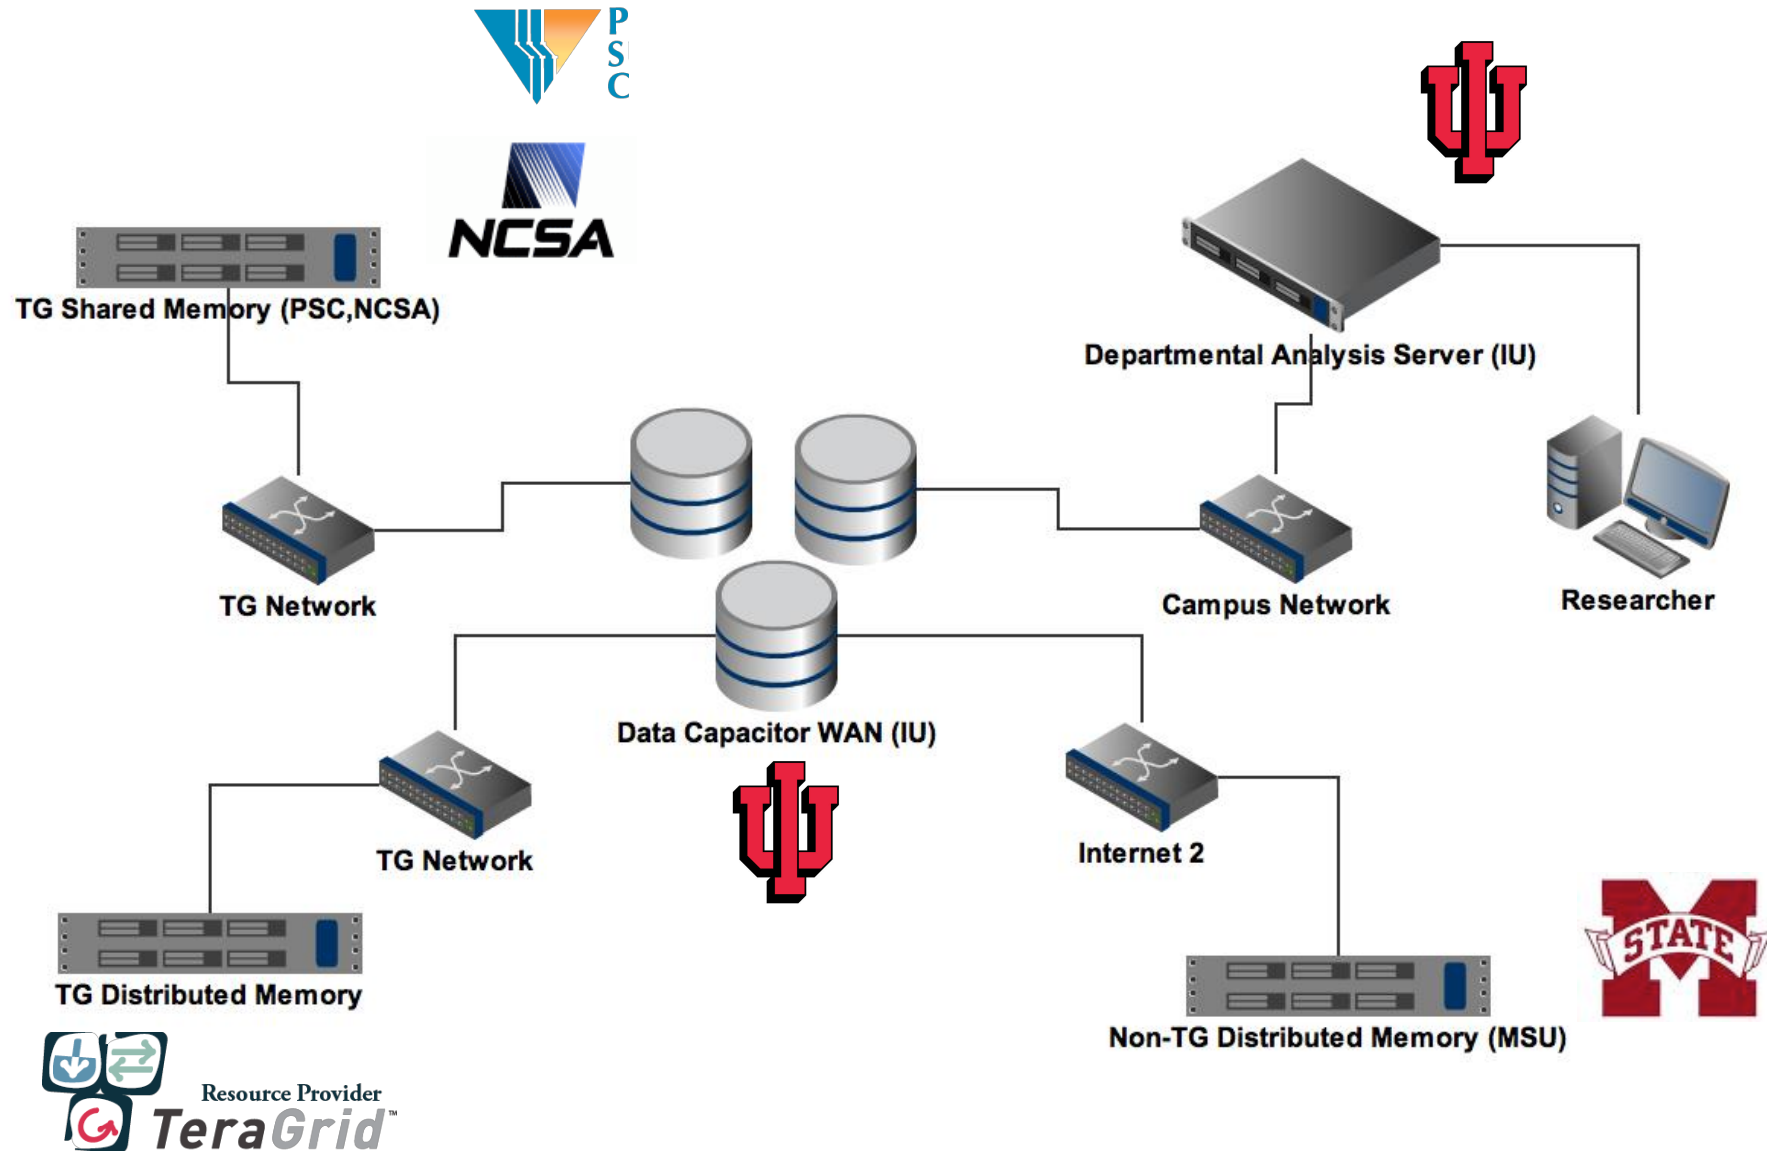 P
S
C
NCSA
TG Shared Memory (PSC,NCSA)
Departmental Analysis Server (IU)
TG Network
Campus Network
Researcher
Data Capacitor WAN (IU)
TG Network
Internet 2
STATE
TG Distributed Memory
Non-TG Distributed Memory (MSU)
Resource Provider
TeraGrid™